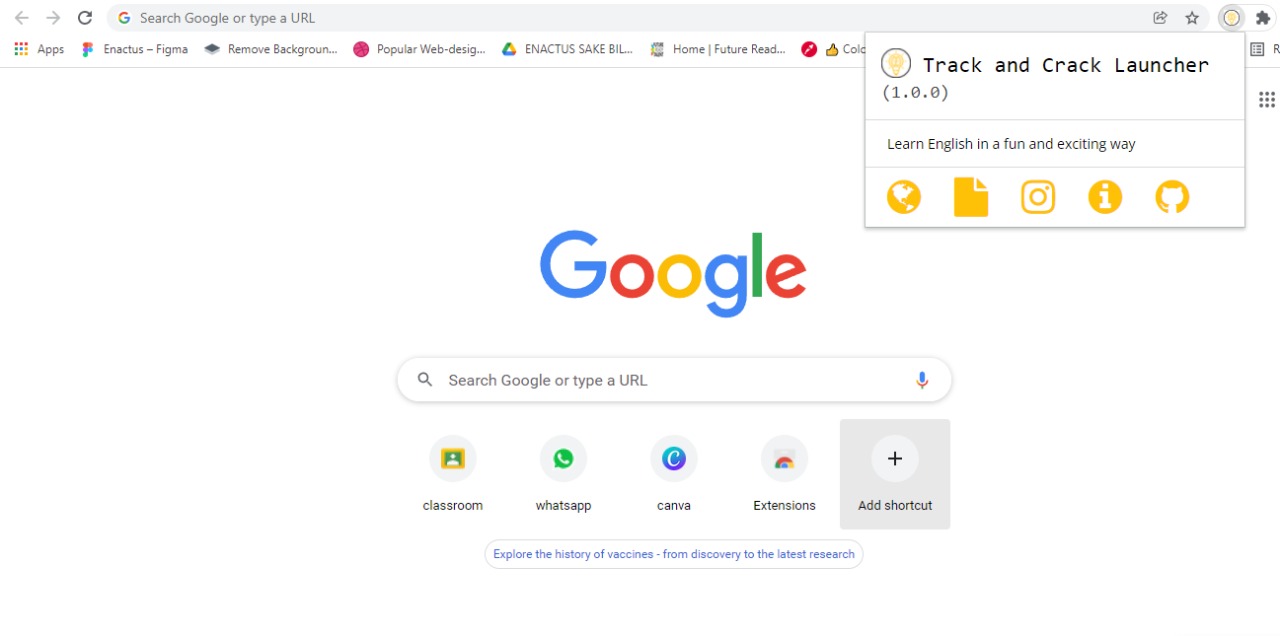 Search Google or type a URL
Apps
Enactus – Figma
Remove Backgroun...
Popular Web-desig...
ENACTUS SAKE BIL...
Home | Future Read...
Colo
R
Track and Crack Launcher
(1.0.0)
Learn English in a fun and exciting way
Google
Search Google or type a URL
classroom
whatsapp
canva
Extensions
Add shortcut
Explore the history of vaccines - from discovery to the latest research